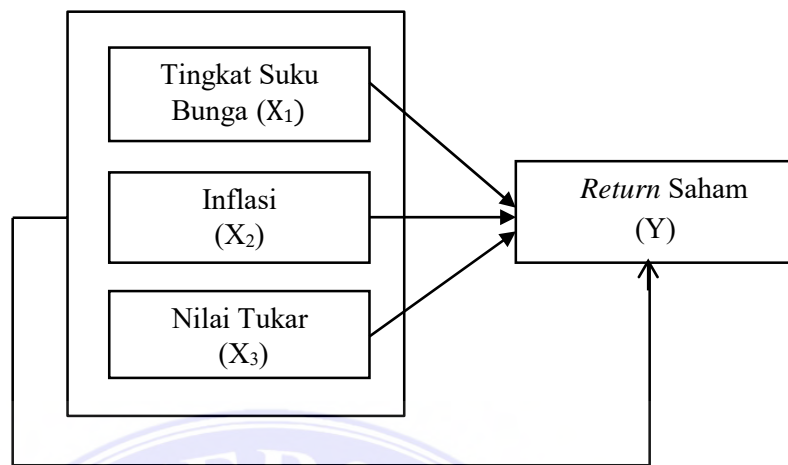 Tingkat Suku
Bunga (X₁)
Inflasi
(X₂)
Nilai Tukar
(X₃)
Return Saham
(Y)